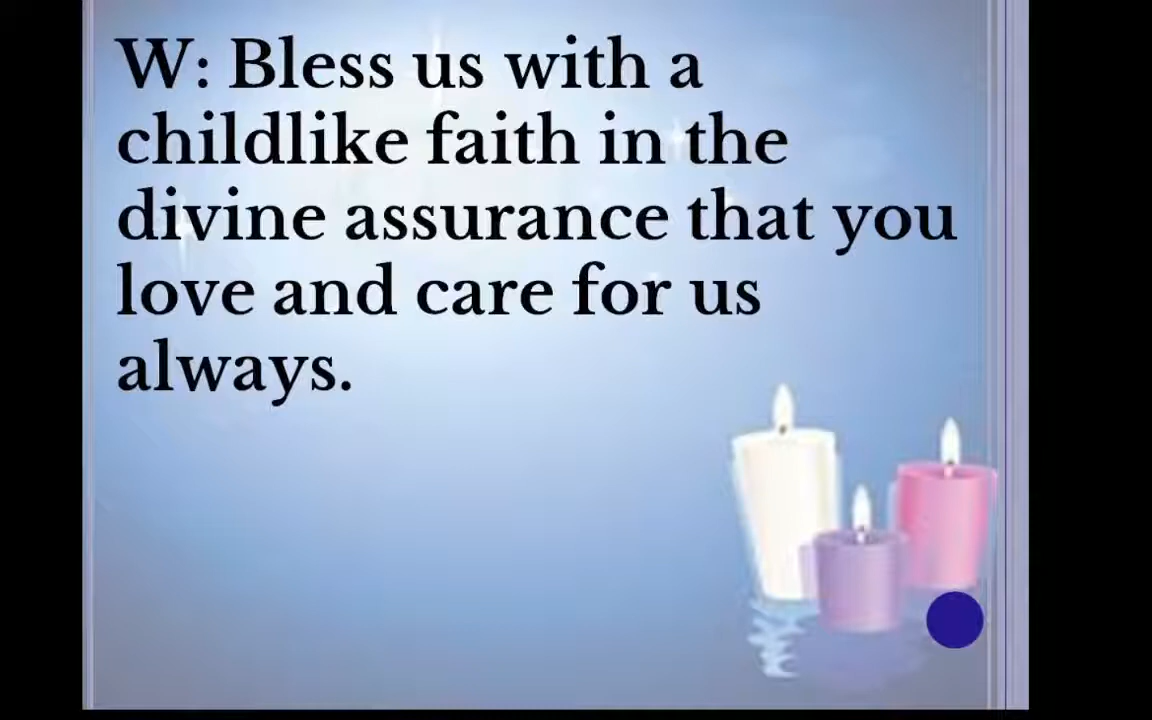 W: Bless us with a
childlike faith in the
divine assurance that you
love and care for us
always.